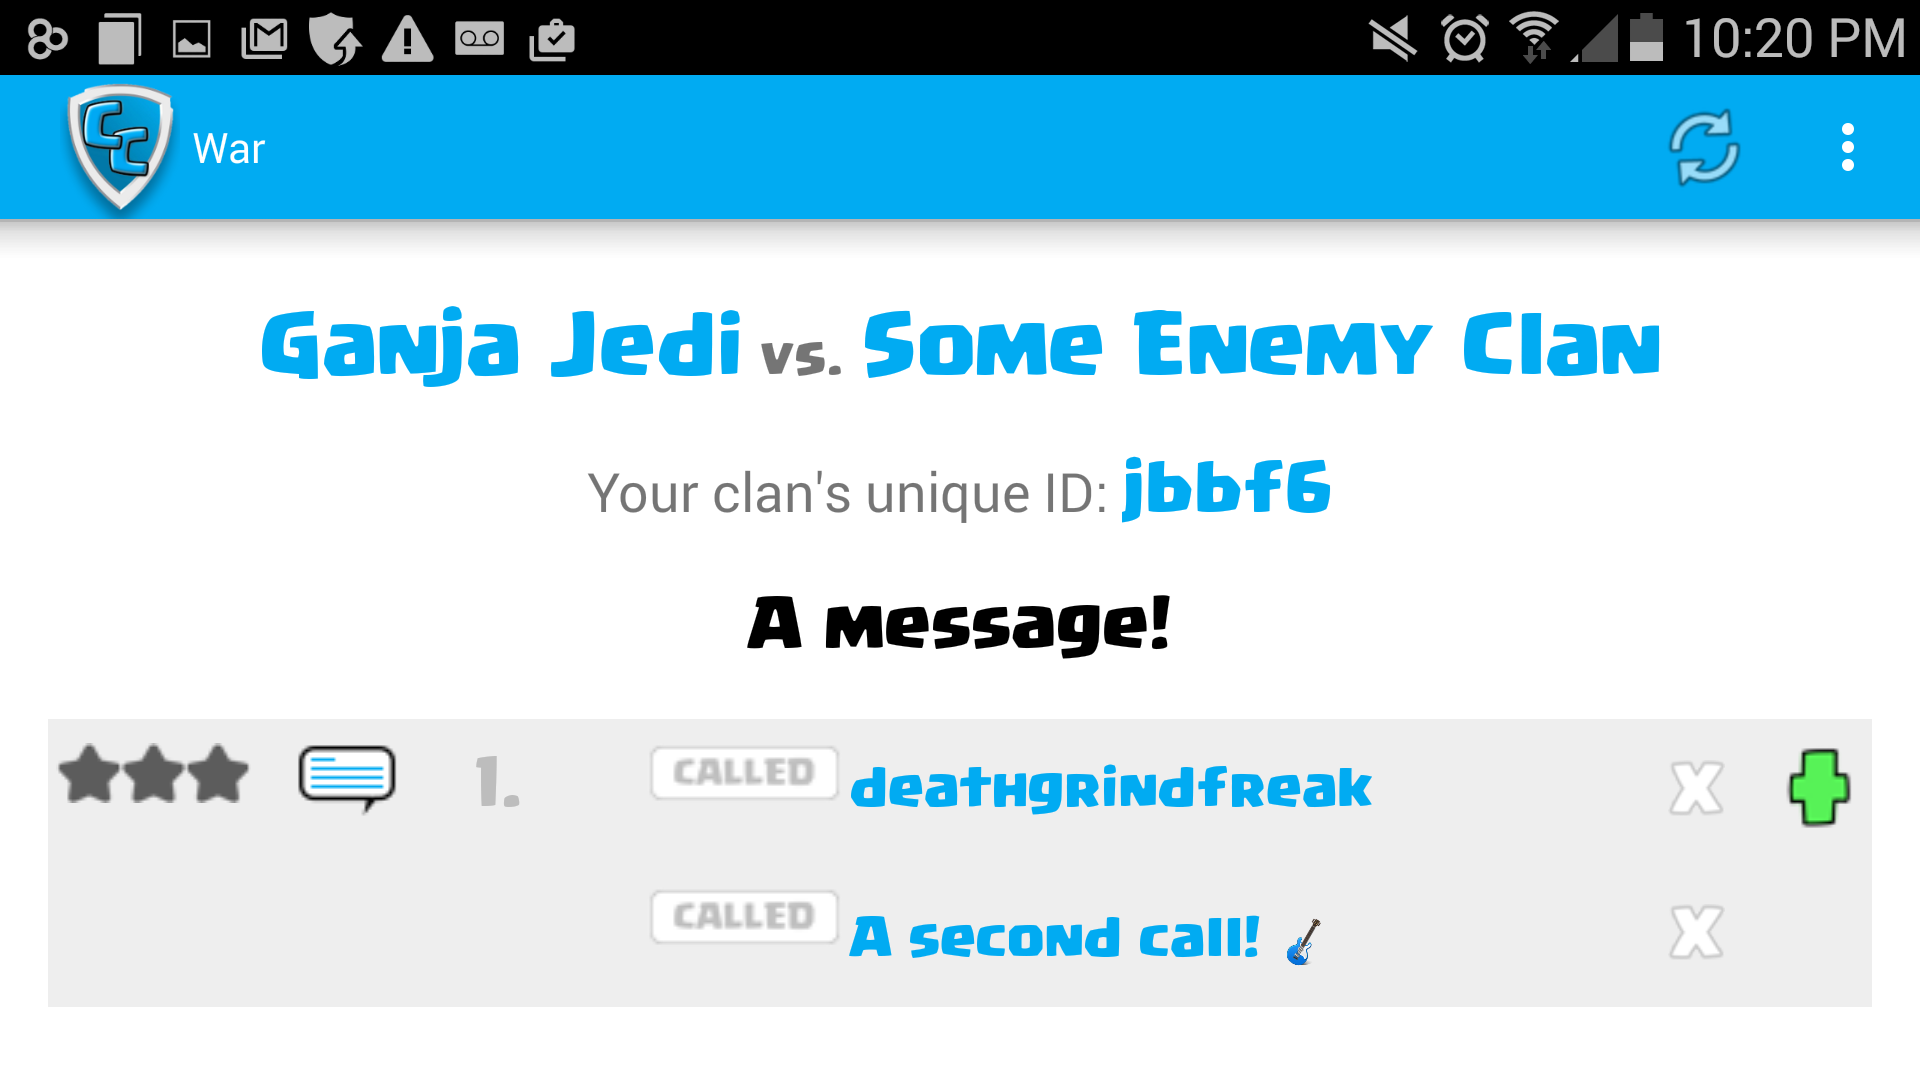 10:20 PM
CC War
Ganja Jedi vs. Some Enemy Clan
Your clan's unique ID: jbbf6
A message!
1. CALLED deathgrindfreak X
CALLED A second call! 🎸 X